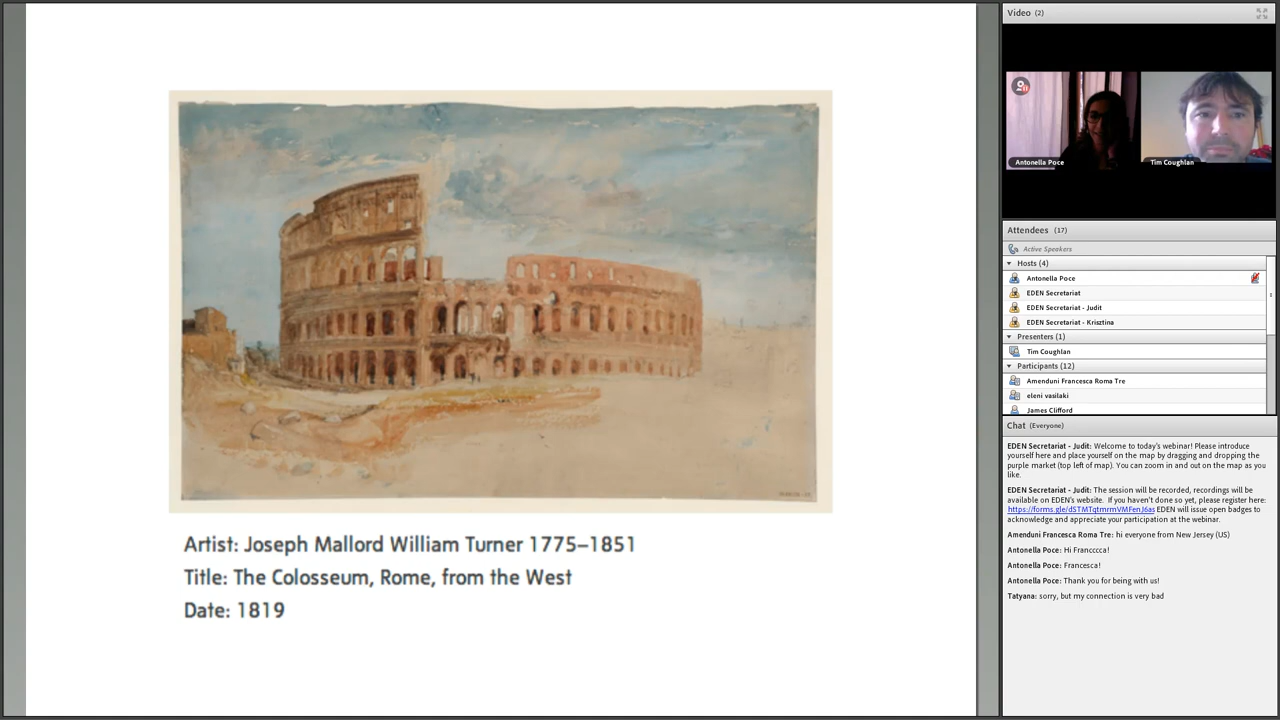 Artist: Joseph Mallord William Turner 1775–1851
Title: The Colosseum, Rome, from the West
Date: 1819
Video (2)
Antonella Poce
Tim Coughlan
Attendees (17)
Active Speakers
Hosts (4)
Antonella Poce
EDEN Secretariat
EDEN Secretariat - Judit
EDEN Secretariat - Krisztina
Presenters (1)
Tim Coughlan
Participants (12)
Amenduni Francesca Roma Tre
eleni vasilaki
James Clifford
Chat (Everyone)
EDEN Secretariat - Judit: Welcome to today's webinar! Please introduce
yourself here and place yourself on the map by dragging and dropping the
purple market (top left of map). You can zoom in and out on the map as you
like.
EDEN Secretariat - Judit: The session will be recorded, recordings will be
available on EDEN's website. If you haven't done so yet, please register here:
https://forms.gle/dSTMTqtmrmVMFenJ6as EDEN will issue open badges to
acknowledge and appreciate your participation at the webinar.
Amenduni Francesca Roma Tre: hi everyone from New Jersey (US)
Antonella Poce: Hi Franccca!
Antonella Poce: Francesca!
Antonella Poce: Thank you for being with us!
Tatyana: sorry, but my connection is very bad